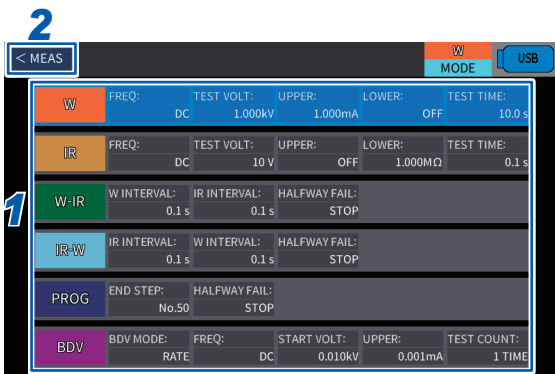 2
< MEAS
W
MODE
USB
1
W
FREQ: TEST VOLT: UPPER: LOWER: TEST TIME:
DC 1.000kV 1.000mA OFF 10.0 s
IR
FREQ: TEST VOLT: UPPER: LOWER: TEST TIME:
DC 10 V OFF 1.000MΩ 0.1 s
W-IR
W INTERVAL: IR INTERVAL: HALFWAY FAIL:
0.1 s 0.1 s STOP
IR-W
IR INTERVAL: W INTERVAL: HALFWAY FAIL:
0.1 s 0.1 s STOP
PROG
END STEP: HALFWAY FAIL:
No.50 STOP
BDV
BDV MODE: FREQ: START VOLT: UPPER: TEST COUNT:
RATE DC 0.010kV 0.001mA 1 TIME